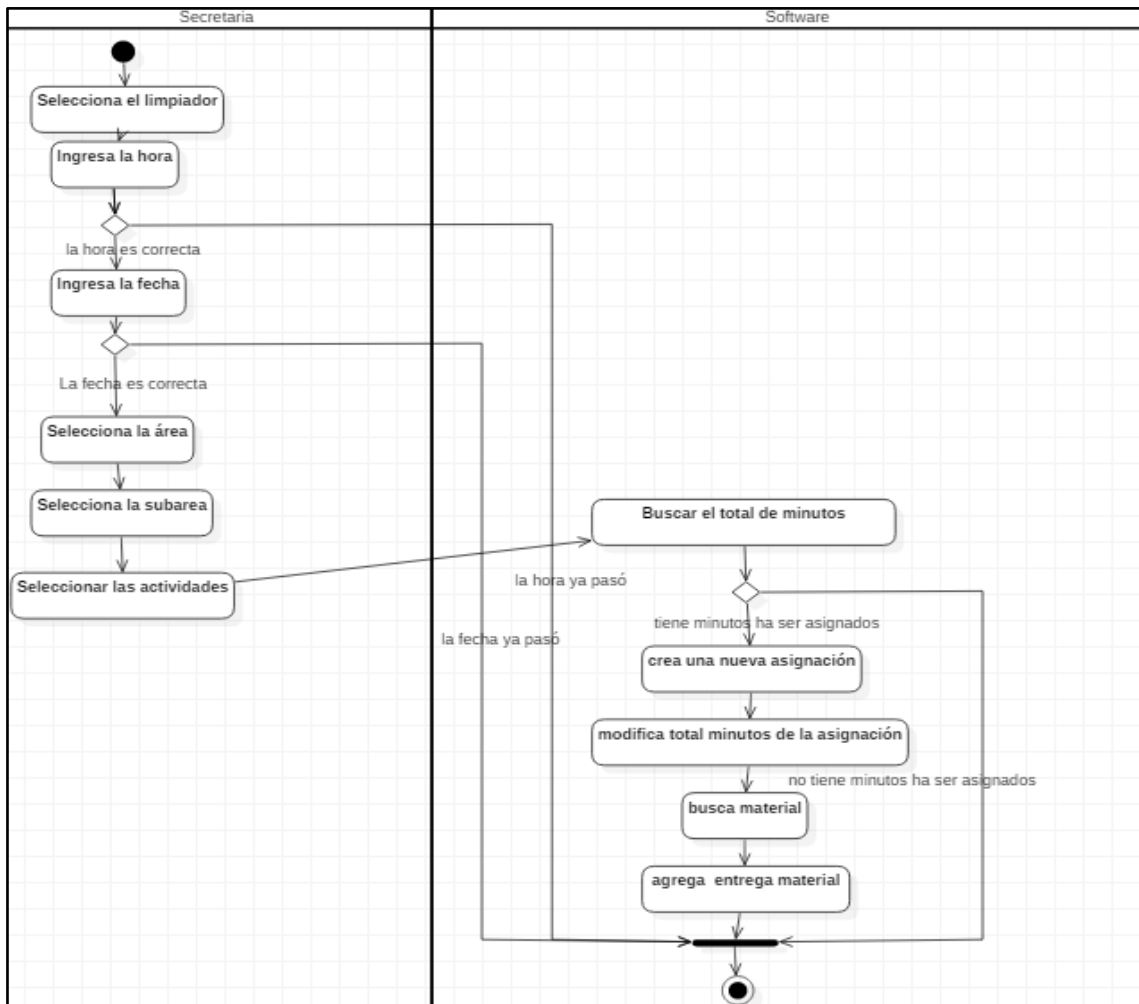 Secretaria
Software
Selecciona el limpiador
Ingresa la hora
la hora es correcta
Ingresa la fecha
La fecha es correcta
Selecciona la área
Selecciona la subarea
Seleccionar las actividades
Buscar el total de minutos
la hora ya pasó
tiene minutos ha ser asignados
la fecha ya pasó
crea una nueva asignación
modifica total minutos de la asignación
no tiene minutos ha ser asignados
busca material
agrega entrega material